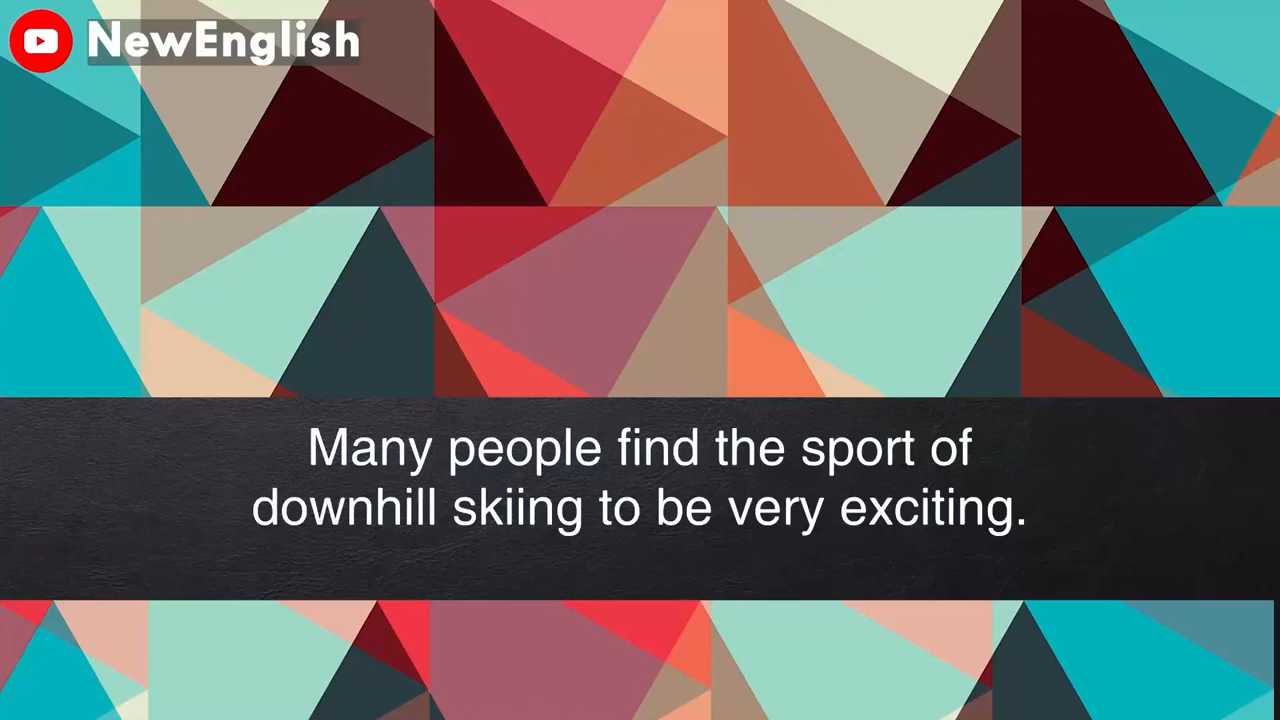 NewEnglish
Many people find the sport of
downhill skiing to be very exciting.